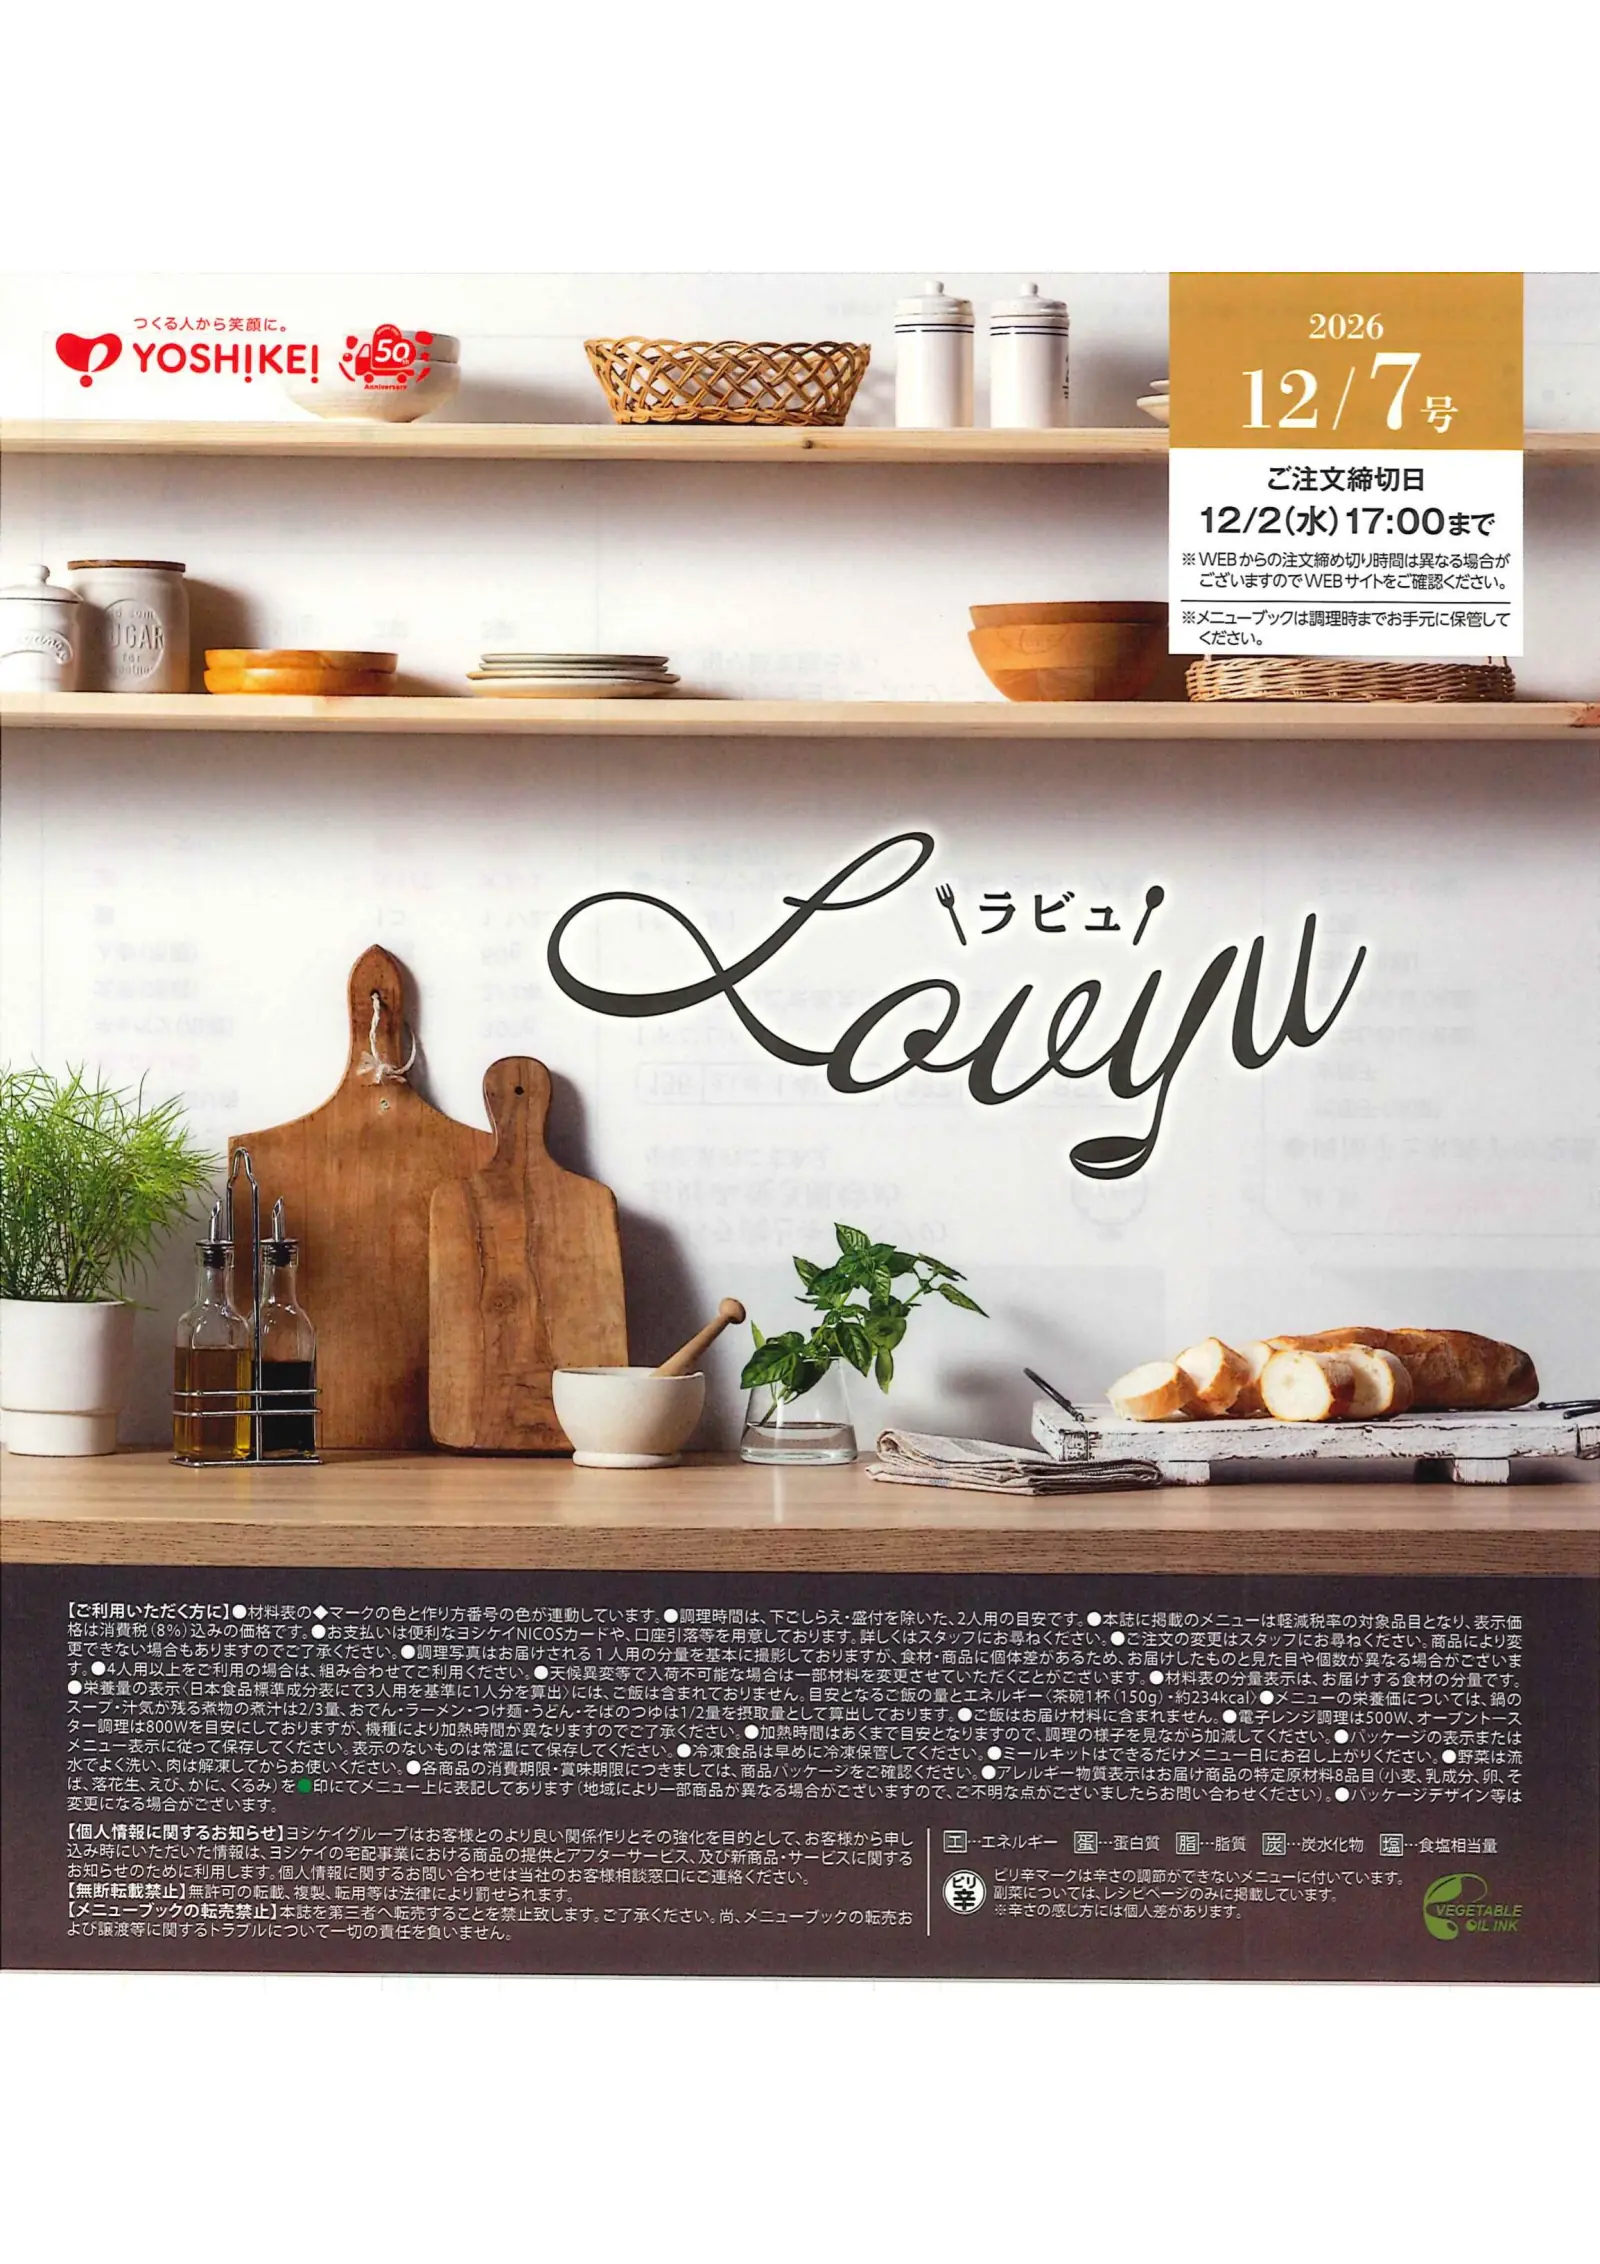 つくる人から笑顔に。
YOSHIKEI
50th
Anniversary
2026
12/7号
ご注文締切日
12/2(水)17:00まで
※WEBからの注文締め切り時間は異なる場合が
ございますのでWEBサイトをご確認ください。
※メニューブックは調理時までお手元に保管して
ください。
SUGAR
for
ラビュ
Lovyu
【ご利用いただく方に】●材料表の◆マークの色と作り方番号の色が連動しています。●調理時間は、下ごしらえ・盛付を除いた、2人用の目安です。●本誌に掲載のメニューは軽減税率の対象品目となり、表示価
格は消費税(8%)込みの価格です。●お支払いは便利なヨシケイNICOSカードや、口座引落等を用意しております。詳しくはスタッフにお尋ねください。●ご注文の変更はスタッフにお尋ねください。商品により変
更できない場合もありますのでご了承ください。●調理写真はお届けされる1人用の分量を基本に撮影しておりますが、食材・商品に個体差があるため、お届けしたものと見た目や個数が異なる場合がございま
す。●4人用以上をご利用の場合は、組み合わせてご利用ください。●天候異変等で入荷不可能な場合は一部材料を変更させていただくことがございます。●材料表の分量表示は、お届けする食材の分量です。
●栄養量の表示〈日本食品標準成分表にて3人用を基準に1人分を算出〉には、ご飯は含まれておりません。目安となるご飯の量とエネルギー〈茶碗1杯(150g)・約234kcal〉●メニューの栄養価については、鍋の
スープ・汁気が残る煮物の煮汁は2/3量、おでん・ラーメン・つけ麺・うどん・そばのつゆは1/2量を摂取量として算出しております。●ご飯はお届け材料に含まれません。●電子レンジ調理は500W、オーブントース
ター調理は800Wを目安にしておりますが、機種により加熱時間が異なりますのでご了承ください。●加熱時間はあくまで目安となりますので、調理の様子を見ながら加減してください。●パッケージの表示または
メニュー表示に従って保存してください。表示のないものは常温にて保存してください。●冷凍食品は早めに冷凍保管してください。●ミールキットはできるだけメニュー日にお召し上がりください。●野菜は流
水でよく洗い、肉は解凍してからお使いください。●各商品の消費期限・賞味期限につきましては、商品パッケージをご確認ください。●アレルギー物質表示はお届け商品の特定原材料8品目(小麦、乳成分、卵、そ
ば、落花生、えび、かに、くるみ)を●印にてメニュー上に表記してあります(地域により一部商品が異なる場合がございますので、ご不明な点がございましたらお問い合わせください)。●パッケージデザイン等は
変更になる場合がございます。
【個人情報に関するお知らせ】ヨシケイグループはお客様とのより良い関係作りとその強化を目的として、お客様から申し
込み時にいただいた情報は、ヨシケイの宅配事業における商品の提供とアフターサービス、及び新商品・サービスに関する
お知らせのために利用します。個人情報に関するお問い合わせは当社のお客様相談窓口にご連絡ください。
【無断転載禁止】無許可の転載、複製、転用等は法律により罰せられます。
【メニューブックの転売禁止】本誌を第三者へ転売することを禁止致します。ご了承ください。尚、メニューブックの転売お
よび譲渡等に関するトラブルについて一切の責任を負いません。
エ…エネルギー 蛋…蛋白質 脂…脂質 炭…炭水化物 塩…食塩相当量
ピリ辛
ピリ辛マークは辛さの調節ができないメニューに付いています。
副菜については、レシピページのみに掲載しています。
※辛さの感じ方には個人差があります。
VEGETABLE
OIL INK